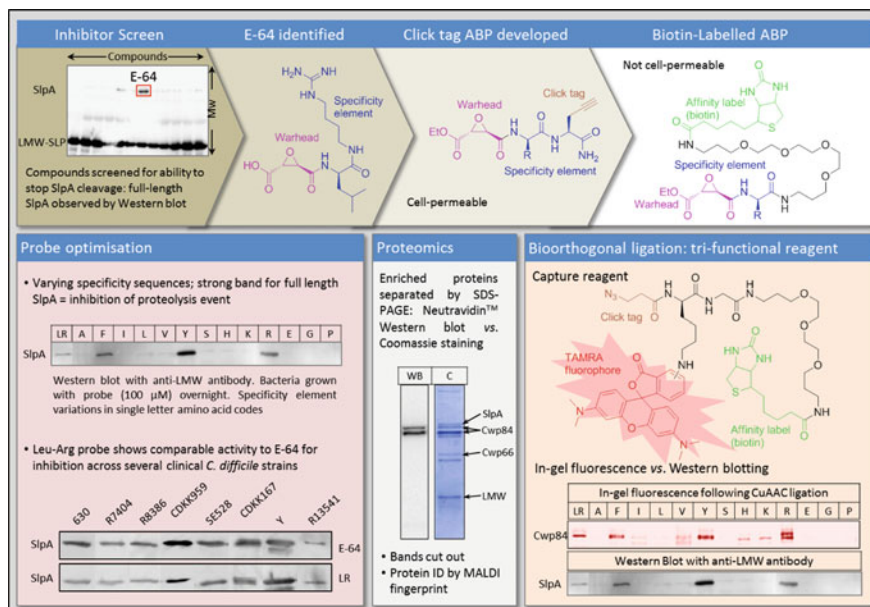 Inhibitor Screen
Compounds
E-64
SlpA
LMW-SLP
Mw
Compounds screened for ability to
stop SlpA cleavage: full-length
SlpA observed by Western blot
E-64 identified
H₂N
NH₂⁺
HN
Specificity
element
Warhead
O
HO
O
O
H
N
NH
O
Click tag ABP developed
Click tag
Warhead
EtO
O
O
O
H
N
R
O
N
H
O
NH₂
Specificity element
Cell-permeable
Biotin-Labelled ABP
Not cell-permeable
O
HN
NH
Affinity label
(biotin)
S
O
HN
O
O
O
O
O
Specificity element
EtO
Warhead
O
O
O
H
N
R
O
N
H
Probe optimisation
• Varying specificity sequences; strong band for full length
SlpA = inhibition of proteolysis event
LR A F I L V Y S H K R E G P
SlpA
Western blot with anti-LMW antibody. Bacteria grown
with probe (100 µM) overnight. Specificity element
variations in single letter amino acid codes
• Leu-Arg probe shows comparable activity to E-64 for
inhibition across several clinical C. difficile strains
630 R7404 R8386 CDKK959 SE528 CDKK167 Y R13541
SlpA E-64
SlpA LR
Proteomics
Enriched proteins
separated by SDS-
PAGE: Neutravidin™
Western blot vs.
Coomassie staining
WB C
SlpA
Cwp84
Cwp66
LMW
• Bands cut out
• Protein ID by MALDI
fingerprint
Bioorthogonal ligation: tri-functional reagent
Capture reagent
N₃
Click tag
O
H
N
O
N
H
O
H
N
O
O
O
O
NH
TAMRA
fluorophore
O
O
N
O
N
O
HN
NH
S
Affinity label
(biotin)
O
NH
In-gel fluorescence vs. Western blotting
In-gel fluorescence following CuAAC ligation
LR A F I L V Y S H K R E G P
Cwp84
Western Blot with anti-LMW antibody
SlpA